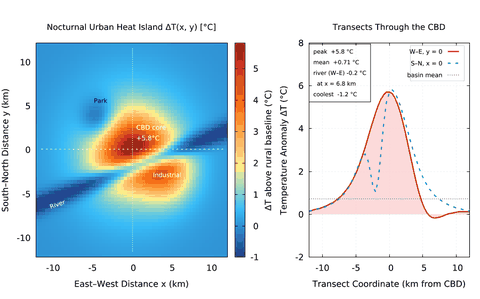 Nocturnal Urban Heat Island ΔT(x, y) [°C]
South–North Distance y (km)
10
5
0
-5
-10
Park
CBD core
+5.8°C
Industrial
River
-10
-5
0
5
10
East–West Distance x (km)
5
4
3
2
1
0
-1
ΔT above rural baseline (°C)
Transects Through the CBD
Temperature Anomaly ΔT (°C)
8
6
4
2
0
-2
peak +5.8 °C
mean +0.71 °C
river (W–E) -0.2 °C
at x = 6.8 km
coolest -1.2 °C
W–E, y = 0
S–N, x = 0
basin mean
-10
-5
0
5
10
Transect Coordinate (km from CBD)